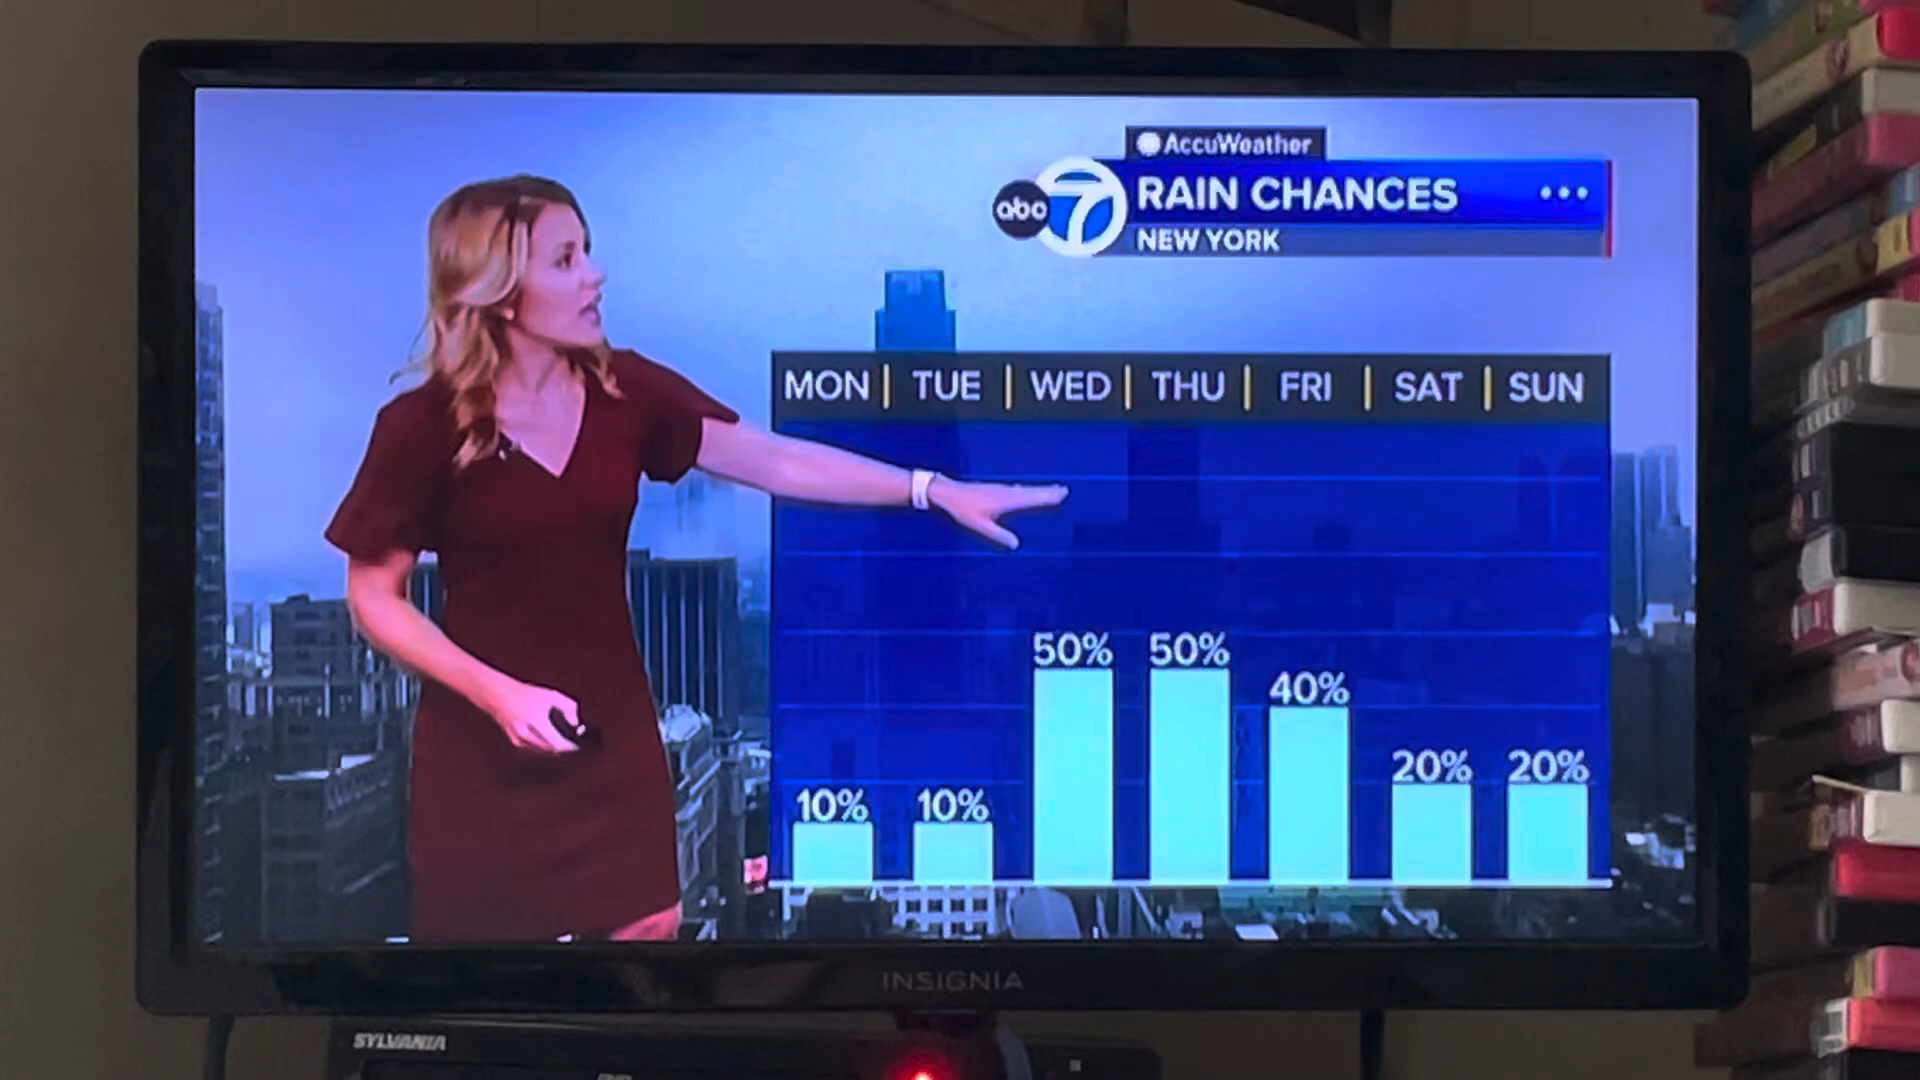 AccuWeather
abc 7 RAIN CHANCES
NEW YORK
MON TUE WED THU FRI SAT SUN
50% 50%
40%
20% 20%
10% 10%
INSIGNIA
SYLVANIA